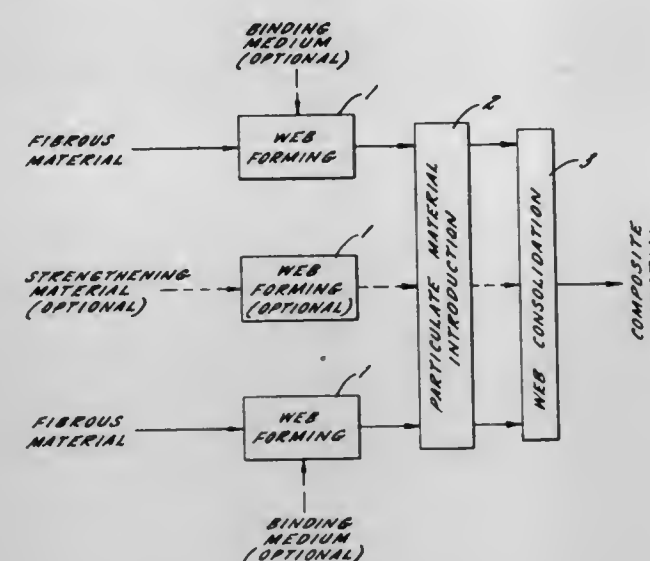 BINDING
MEDIUM
(OPTIONAL)
1
2
FIBROUS
MATERIAL
WEB
FORMING
3
STRENGTHENING
MATERIAL
(OPTIONAL)
1
WEB
FORMING
(OPTIONAL)
PARTICULATE MATERIAL
INTRODUCTION
WEB CONSOLIDATION
COMPOSITE
1
FIBROUS
MATERIAL
WEB
FORMING
BINDING
MEDIUM
(OPTIONAL)